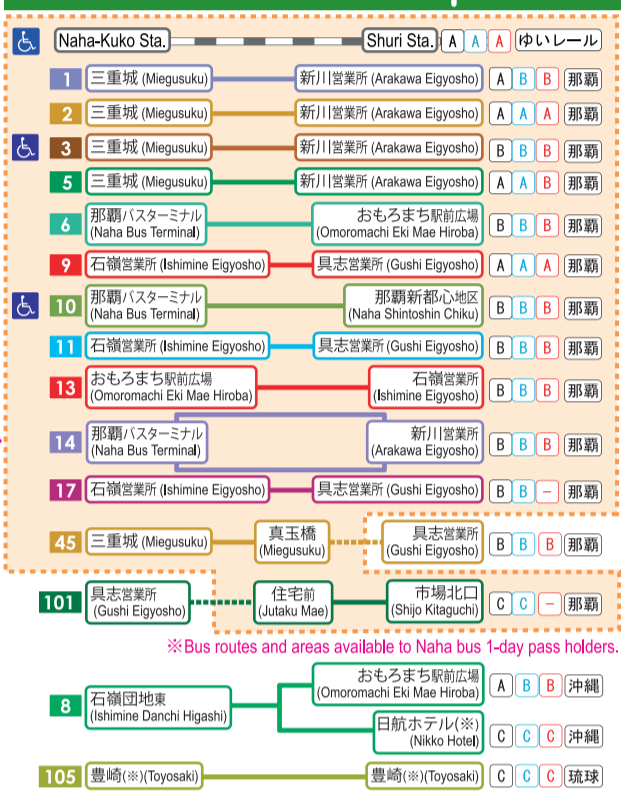 Naha-Kuko Sta. Shuri Sta. A A A ゆいレール
1 三重城 (Miegusuku) 新川営業所 (Arakawa Eigyosho) A B B 那覇
2 三重城 (Miegusuku) 新川営業所 (Arakawa Eigyosho) A A A 那覇
3 三重城 (Miegusuku) 新川営業所 (Arakawa Eigyosho) B B B 那覇
5 三重城 (Miegusuku) 新川営業所 (Arakawa Eigyosho) A A B 那覇
6 那覇バスターミナル おもろまち駅前広場 B B B 那覇
(Naha Bus Terminal) (Omoromachi Eki Mae Hiroba)
9 石嶺営業所 (Ishimine Eigyosho)具志営業所 (Gushi Eigyosho) A A A 那覇
10 那覇バスターミナル 那覇新都心地区 B B B 那覇
(Naha Bus Terminal) (Naha Shintoshin Chiku)
11 石嶺営業所 (Ishimine Eigyosho) 具志営業所 (Gushi Eigyosho) B B B 那覇
13 おもろまち駅前広場 石嶺営業所 B B B 那覇
(Omoromachi Eki Mae Hiroba) (Ishimine Eigyosho)
14 那覇バスターミナル 新川営業所 B B B 那覇
(Naha Bus Terminal) (Arakawa Eigyosho)
17 石嶺営業所 (Ishimine Eigyosho) 具志営業所 (Gushi Eigyosho) B B − 那覇
45 三重城 (Miegusuku) 真玉橋 具志営業所 B B B 那覇
(Miegusuku) (Gushi Eigyosho)
101 具志営業所 住宅前 市場北口 C C − 那覇
(Gushi Eigyosho) (Jutaku Mae) (Shijo Kitaguchi)
※Bus routes and areas available to Naha bus 1-day pass holders.
8 石嶺団地東 おもろまち駅前広場 A B B 沖縄
(Ishimine Danchi Higashi) (Omoromachi Eki Mae Hiroba)
日航ホテル(※) C C C 沖縄
(Nikko Hotel)
105 豊崎(※)(Toyosaki) 豊崎(※)(Toyosaki) C C C 琉球